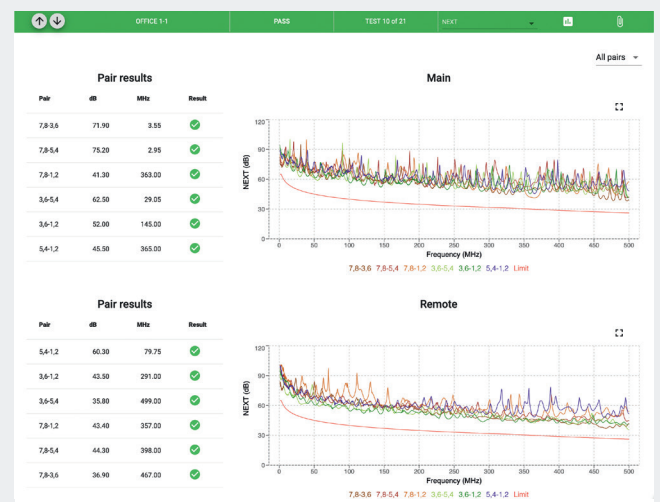 OFFICE 1-1 PASS TEST 10 of 21 NEXT
All pairs
Pair results
Pair dB MHz Result
7,8-3,6 71.90 3.55
7,8-5,4 75.20 2.95
7,8-1,2 41.30 363.00
3,6-5,4 62.50 29.05
3,6-1,2 52.00 145.00
5,4-1,2 45.50 365.00
Main
NEXT (dB)
120
90
60
30
0
0 50 100 150 200 250 300 350 400 450 500
Frequency (MHz)
7,8-3,6 7,8-5,4 7,8-1,2 3,6-5,4 3,6-1,2 5,4-1,2 Limit
Pair results
Pair dB MHz Result
5,4-1,2 60.30 79.75
3,6-1,2 43.50 291.00
3,6-5,4 35.80 499.00
7,8-1,2 43.40 357.00
7,8-5,4 44.30 398.00
7,8-3,6 36.90 467.00
Remote
NEXT (dB)
120
90
60
30
0
0 50 100 150 200 250 300 350 400 450 500
Frequency (MHz)
7,8-3,6 7,8-5,4 7,8-1,2 3,6-5,4 3,6-1,2 5,4-1,2 Limit